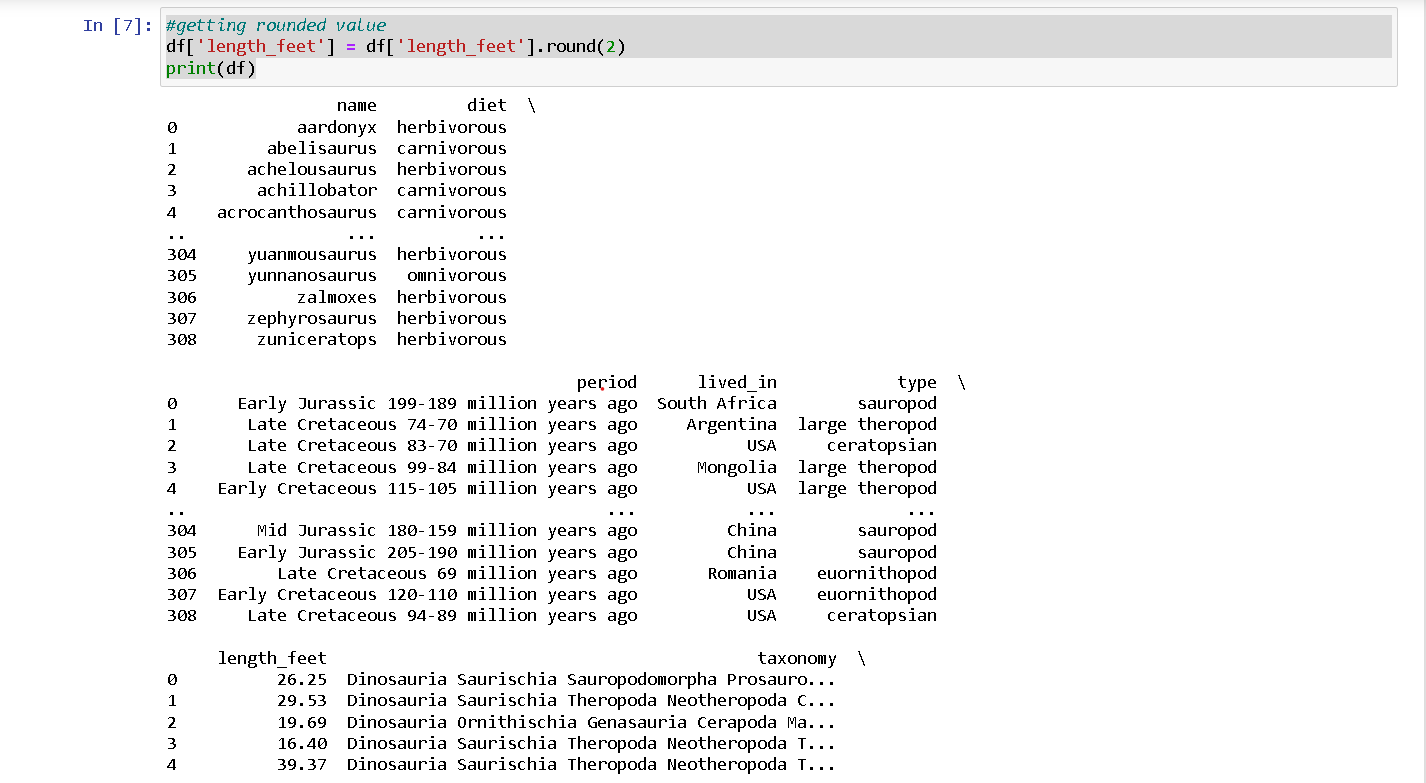 In [7]: #getting rounded value
df['length_feet'] = df['length_feet'].round(2)
print(df)
name diet \
0 aardonyx herbivorous
1 abelisaurus carnivorous
2 achelousaurus herbivorous
3 achillobator carnivorous
4 acrocanthosaurus carnivorous
.. ... ...
304 yuanmousaurus herbivorous
305 yunnanosaurus omnivorous
306 zalmoxes herbivorous
307 zephyrosaurus herbivorous
308 zuniceratops herbivorous
period lived_in type \
0 Early Jurassic 199-189 million years ago South Africa sauropod
1 Late Cretaceous 74-70 million years ago Argentina large theropod
2 Late Cretaceous 83-70 million years ago USA ceratopsian
3 Late Cretaceous 99-84 million years ago Mongolia large theropod
4 Early Cretaceous 115-105 million years ago USA large theropod
.. ... ... ...
304 Mid Jurassic 180-159 million years ago China sauropod
305 Early Jurassic 205-190 million years ago China sauropod
306 Late Cretaceous 69 million years ago Romania euornithopod
307 Early Cretaceous 120-110 million years ago USA euornithopod
308 Late Cretaceous 94-89 million years ago USA ceratopsian
length_feet taxonomy \
0 26.25 Dinosauria Saurischia Sauropodomorpha Prosauro...
1 29.53 Dinosauria Saurischia Theropoda Neotheropoda C...
2 19.69 Dinosauria Ornithischia Genasauria Cerapoda Ma...
3 16.40 Dinosauria Saurischia Theropoda Neotheropoda T...
4 39.37 Dinosauria Saurischia Theropoda Neotheropoda T...